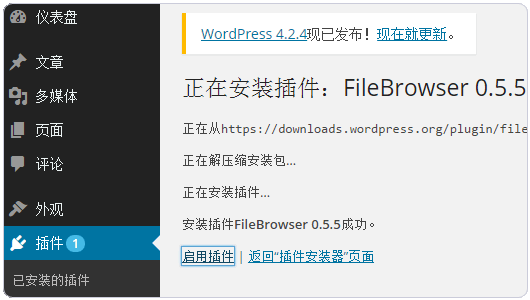 仪表盘
文章
多媒体
页面
评论
外观
插件 1
已安装的插件
WordPress 4.2.4现已发布！现在就更新。
正在安装插件：FileBrowser 0.5.5
正在从https://downloads.wordpress.org/plugin/file
正在解压缩安装包…
正在安装插件…
安装插件FileBrowser 0.5.5成功。
启用插件 | 返回“插件安装器”页面